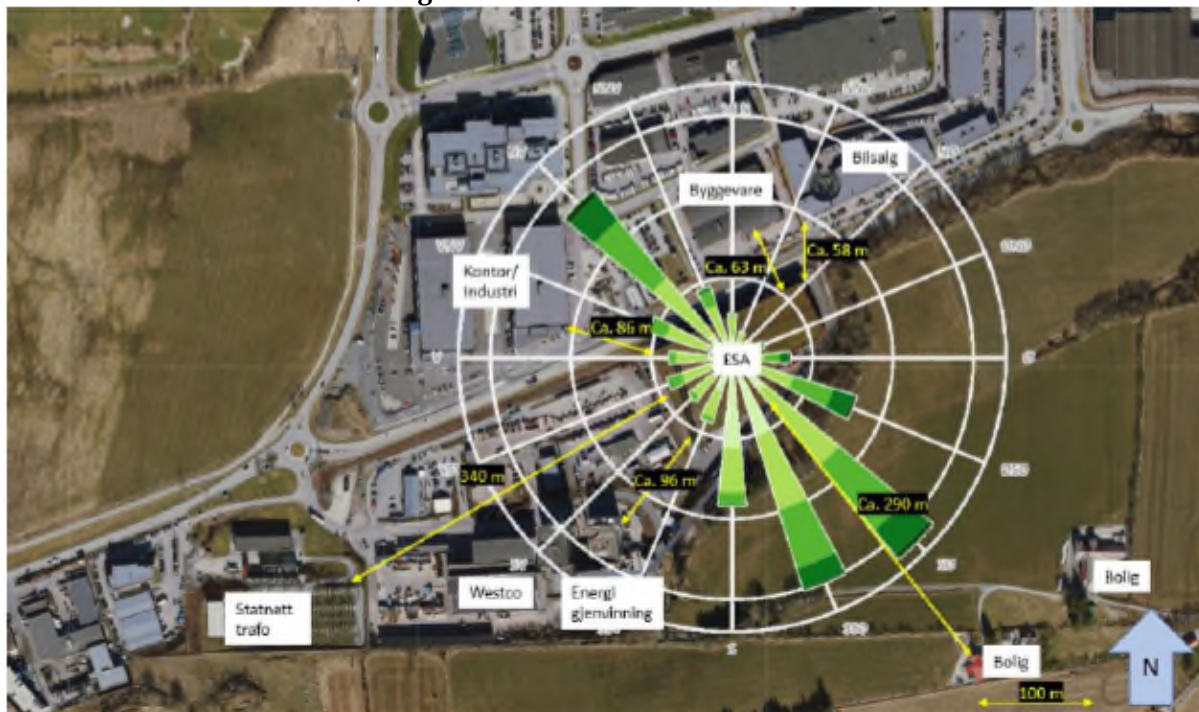 N
Bilsalg
Byggevare
Ca. 58 m
Ca. 63 m
Kontor/
Industri
Ca. 86 m
ESA
V
Ø
340 m
Ca. 96 m
Ca. 290 m
Westco
Energi
gjenvinning
Statnatt
trafo
S
Bolig
Bolig
N
100 m